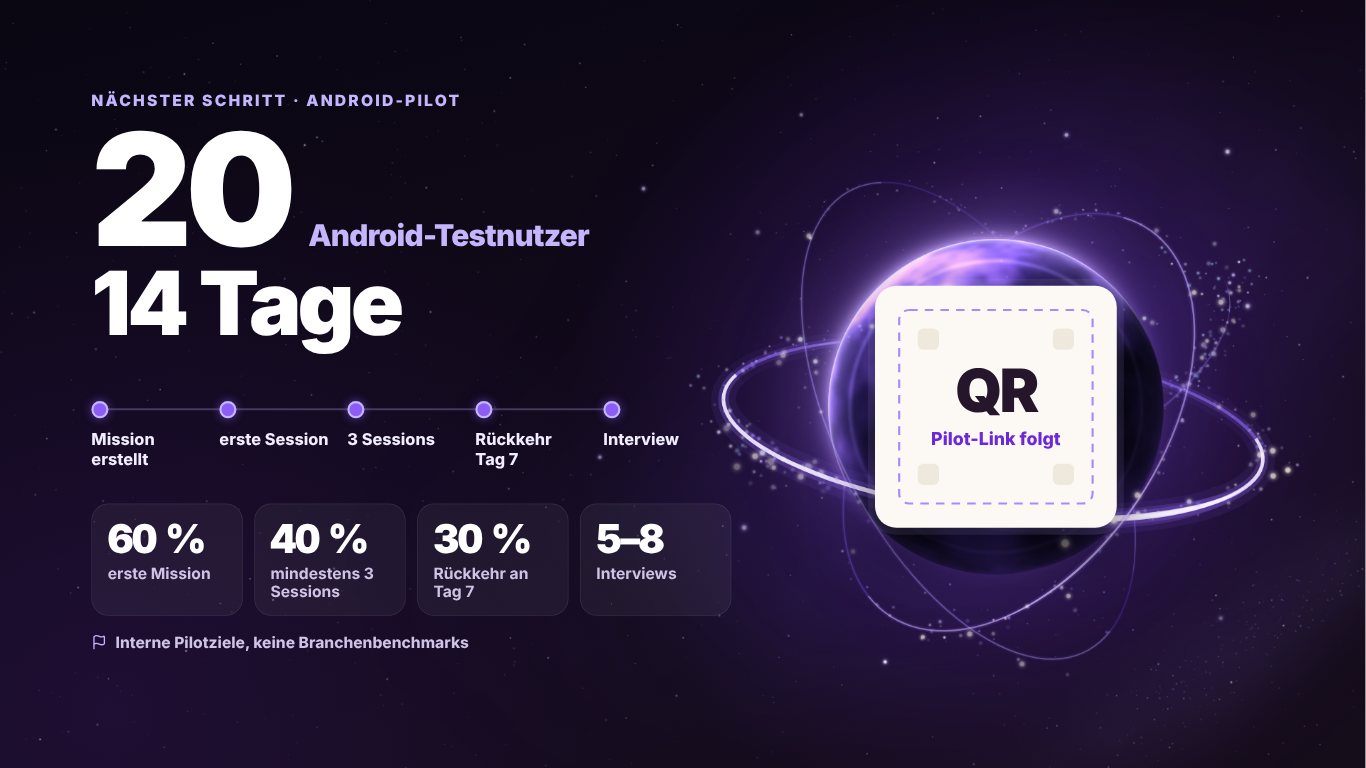 NÄCHSTER SCHRITT · ANDROID-PILOT
20 Android-Testnutzer
14 Tage
Mission
erstellt
erste Session
3 Sessions
Rückkehr
Tag 7
Interview
60 %
erste Mission
40 %
mindestens 3
Sessions
30 %
Rückkehr an
Tag 7
5–8
Interviews
Interne Pilotziele, keine Branchenbenchmarks
QR
Pilot-Link folgt